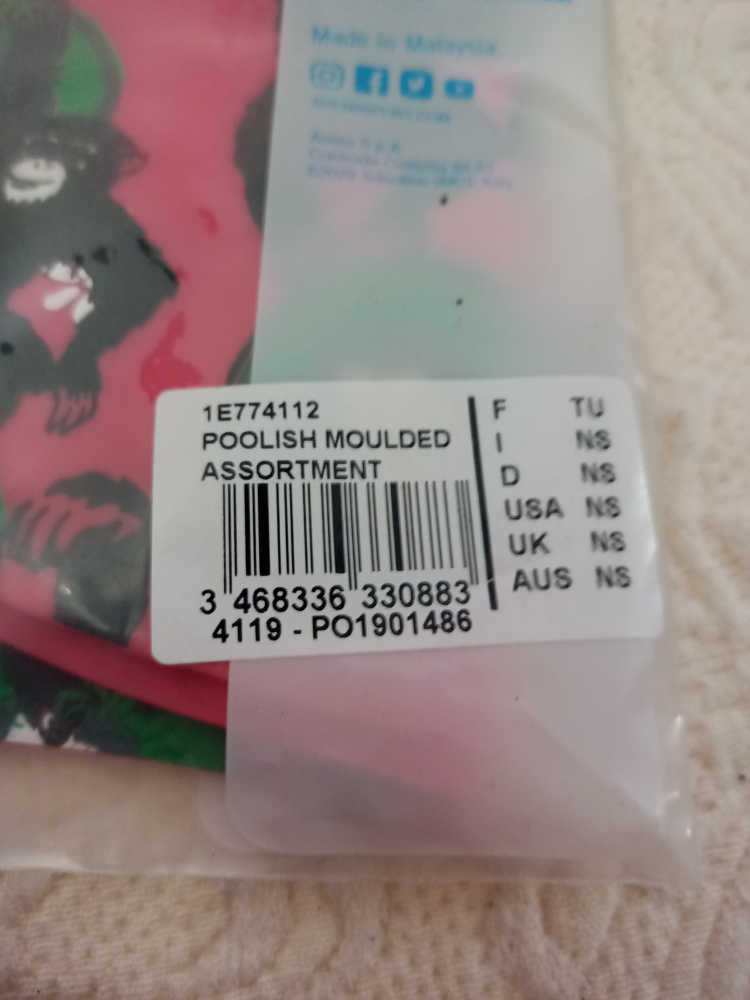 Made in Malaysia
1E774112
POOLISH MOULDED
ASSORTMENT
3 468336 330883
4119 - PO1901486
F TU
I NS
D NS
USA NS
UK NS
AUS NS